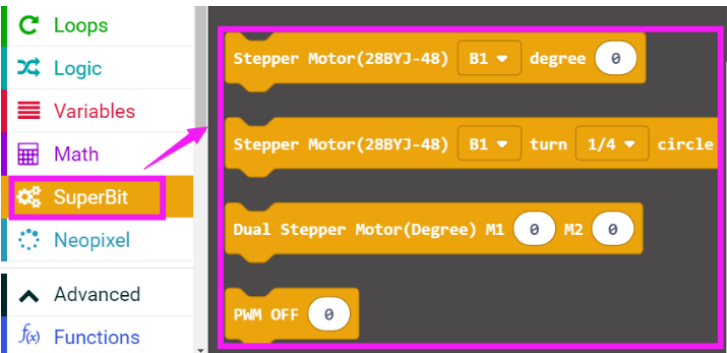 Loops
Logic
Variables
Math
SuperBit
Neopixel
Advanced
f(x) Functions
Stepper Motor(28BYJ-48) B1 degree 0
Stepper Motor(28BYJ-48) B1 turn 1/4 circle
Dual Stepper Motor(Degree) M1 0 M2 0
PWM OFF 0